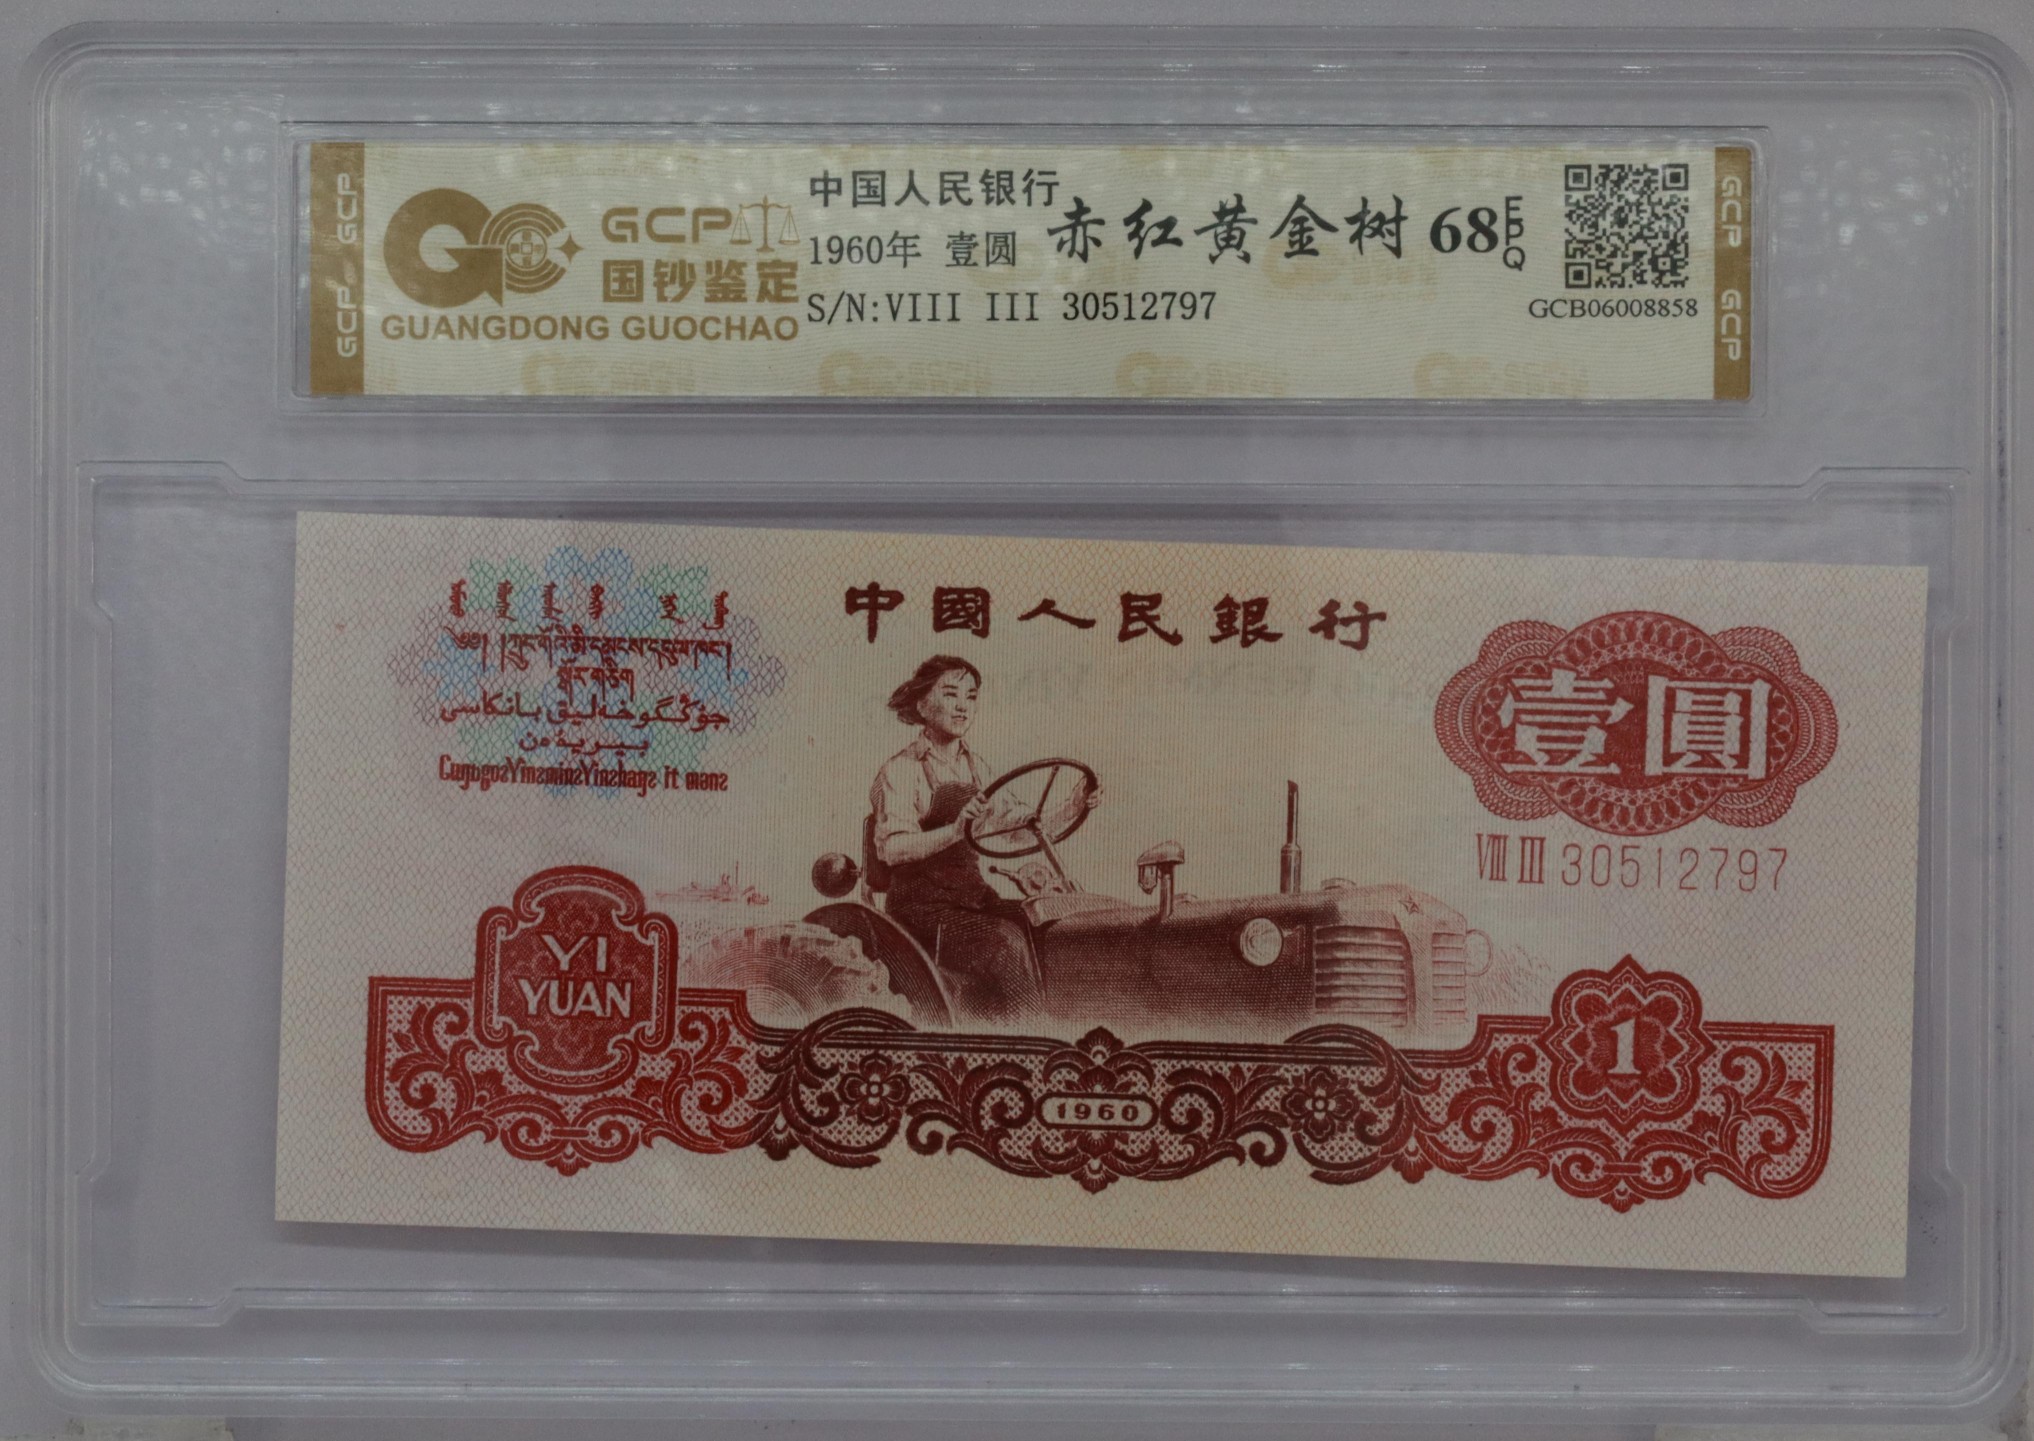 GCP GCP
GCP
国钞鉴定
GUANGDONG GUOCHAO
中国人民银行
1960年 壹圆
赤红黄金树 68 EPQ
S/N:VIII III 30512797
GCB06008858
GCP GCP
中國人民銀行
壹圓
VIII III 30512797
YI
YUAN
1960
1